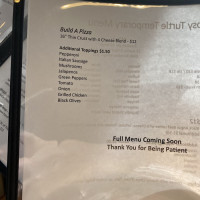 Build A Pizza
16" Thin Crust with A Cheese Blend - $12
Additional Toppings $1.50
Pepperoni
Italian Sausage
Mushrooms
Jalapenos
Green Peppers
Tomato
Onion
Grilled Chicken
Black Olives
Full Menu Coming Soon
Thank You for Being Patient